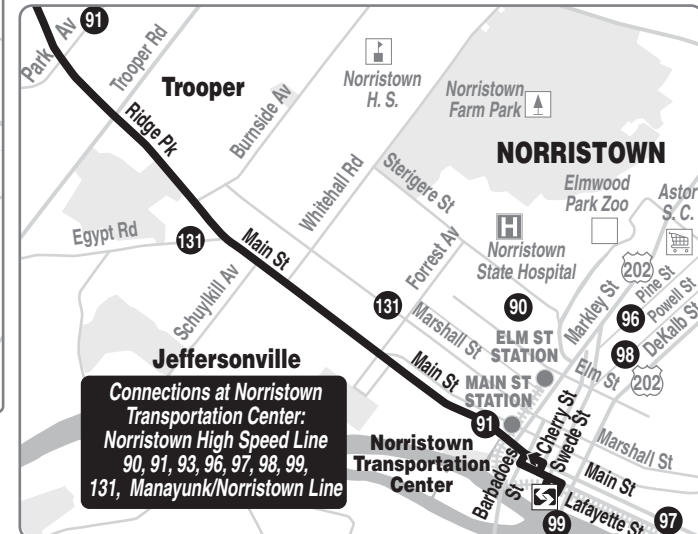 91
Park Av
Trooper Rd
Trooper
Ridge Pk
Burnside Av
Norristown
H. S.
Norristown
Farm Park
NORRISTOWN
Elmwood
Park Zoo
Astor
S. C.
Whitehall Rd
Sterigere St
Egypt Rd
131
Main St
Forrest Av
H
Norristown
State Hospital
202
Pine St
Powell St
DeKalb St
Markley St
Schuylkill Av
131
Marshall St
90
96
98
ELM ST
STATION
Elm St
202
Jeffersonville
Main St
MAIN ST
STATION
Connections at Norristown
Transportation Center:
Norristown High Speed Line
90, 91, 93, 96, 97, 98, 99,
131, Manayunk/Norristown Line
91
Cherry St
Swede St
Marshall St
Norristown
Transportation
Center
Barbadoes
St
Main St
Lafayette St
99
97